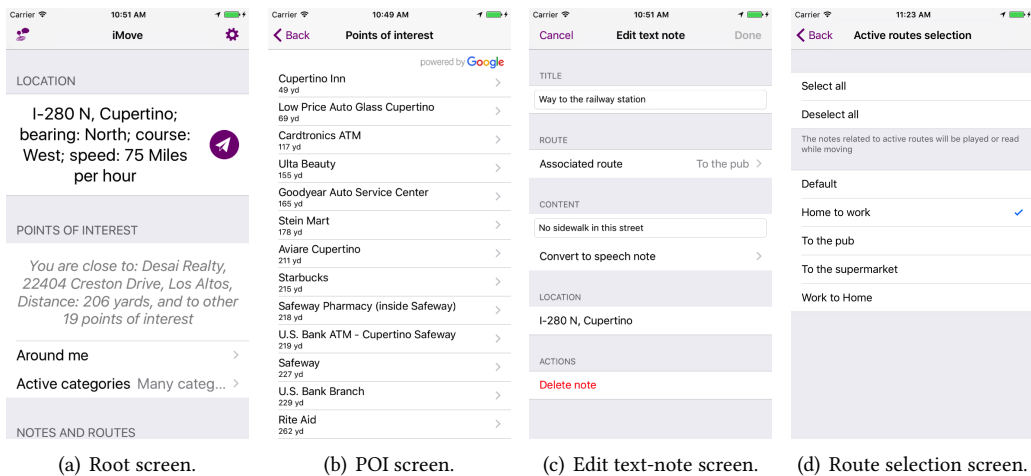 Carrier 10:51 AM
iMove
LOCATION
I-280 N, Cupertino;
bearing: North; course:
West; speed: 75 Miles
per hour
POINTS OF INTEREST
You are close to: Desai Realty,
22404 Creston Drive, Los Altos,
Distance: 206 yards, and to other
19 points of interest
Around me
Active categories Many categ...
NOTES AND ROUTES
(a) Root screen.
Carrier 10:49 AM
Back Points of interest
powered by Google
Cupertino Inn
49 yd
Low Price Auto Glass Cupertino
69 yd
Cardtronics ATM
117 yd
Ulta Beauty
155 yd
Goodyear Auto Service Center
165 yd
Stein Mart
178 yd
Aviare Cupertino
211 yd
Starbucks
215 yd
Safeway Pharmacy (inside Safeway)
218 yd
U.S. Bank ATM - Cupertino Safeway
219 yd
Safeway
227 yd
U.S. Bank Branch
229 yd
Rite Aid
262 yd
(b) POI screen.
Carrier 10:51 AM
Cancel Edit text note Done
TITLE
Way to the railway station
ROUTE
Associated route To the pub
CONTENT
No sidewalk in this street
Convert to speech note
LOCATION
I-280 N, Cupertino
ACTIONS
Delete note
(c) Edit text-note screen.
Carrier 11:23 AM
Back Active routes selection
Select all
Deselect all
The notes related to active routes will be played or read
while moving
Default
Home to work
To the pub
To the supermarket
Work to Home
(d) Route selection screen.